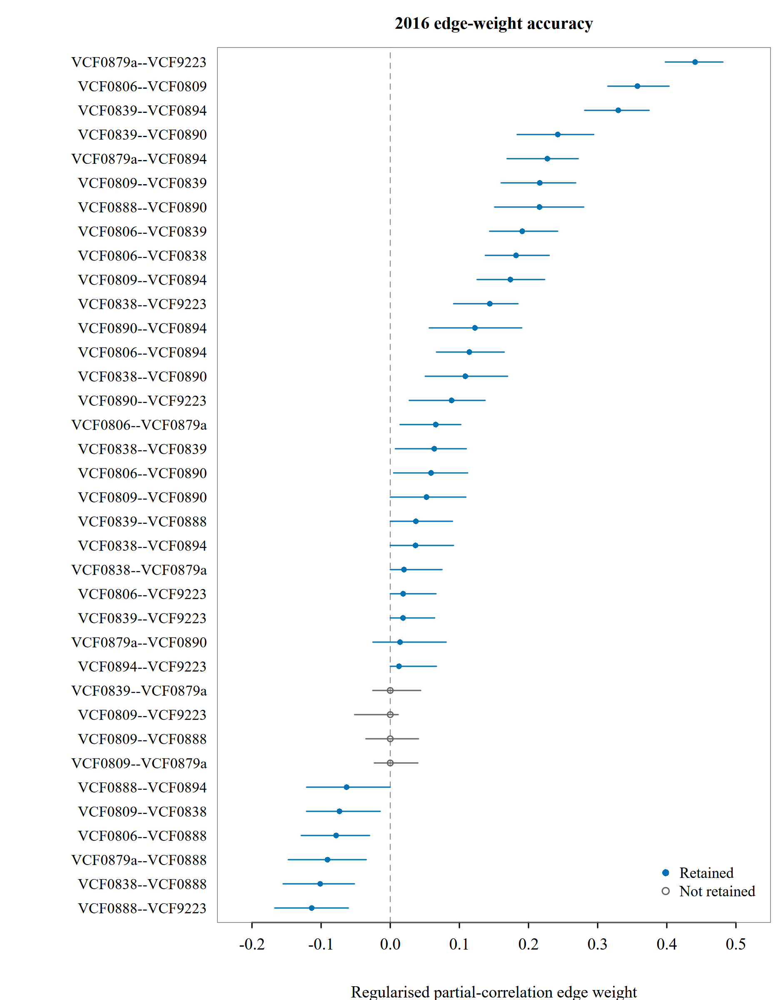 2016 edge-weight accuracy
VCF0879a--VCF9223
VCF0806--VCF0809
VCF0839--VCF0894
VCF0839--VCF0890
VCF0879a--VCF0894
VCF0809--VCF0839
VCF0888--VCF0890
VCF0806--VCF0839
VCF0806--VCF0838
VCF0809--VCF0894
VCF0838--VCF9223
VCF0890--VCF0894
VCF0806--VCF0894
VCF0838--VCF0890
VCF0890--VCF9223
VCF0806--VCF0879a
VCF0838--VCF0839
VCF0806--VCF0890
VCF0809--VCF0890
VCF0839--VCF0888
VCF0838--VCF0894
VCF0838--VCF0879a
VCF0806--VCF9223
VCF0839--VCF9223
VCF0879a--VCF0890
VCF0894--VCF9223
VCF0839--VCF0879a
VCF0809--VCF9223
VCF0809--VCF0888
VCF0809--VCF0879a
VCF0888--VCF0894
VCF0809--VCF0838
VCF0806--VCF0888
VCF0879a--VCF0888
VCF0838--VCF0888
VCF0888--VCF9223
Retained
Not retained
-0.2 -0.1 0.0 0.1 0.2 0.3 0.4 0.5
Regularised partial-correlation edge weight